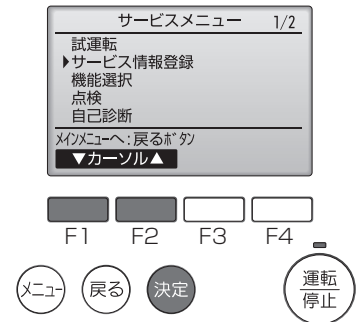 サービスメニュー 1/2
試運転
▶サービス情報登録
機能選択
点検
自己診断
メインメニューへ:戻るボタン
▼カーソル▲
F1 F2 F3 F4
メニュー 戻る 決定 運転
停止